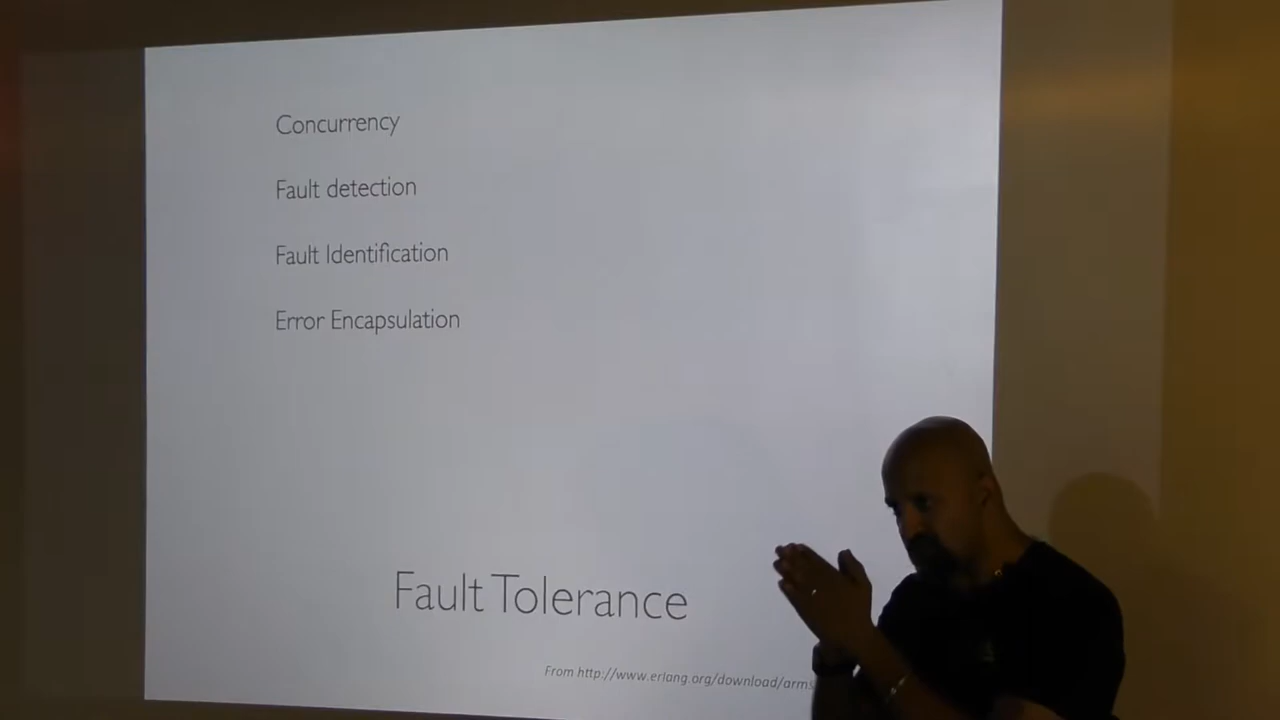 Concurrency
Fault detection
Fault Identification
Error Encapsulation
Fault Tolerance
From http://www.erlang.org/download/arms